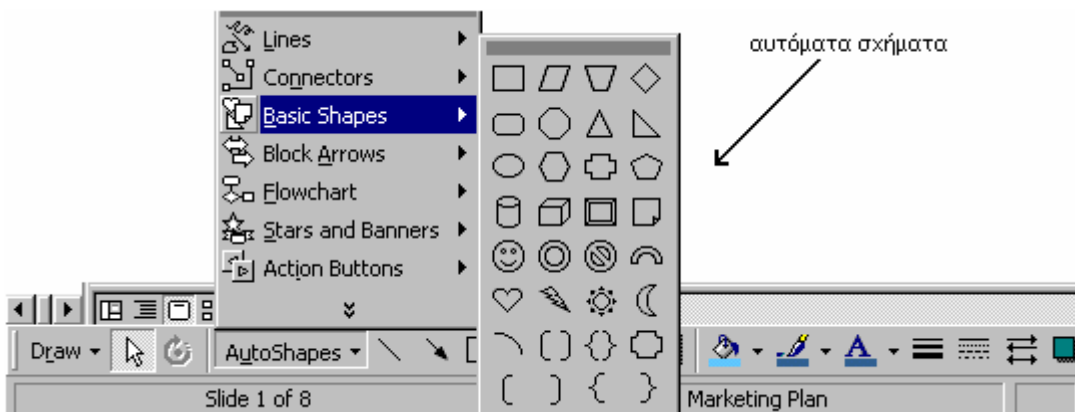 Lines
Connectors
Basic Shapes
Block Arrows
Flowchart
Stars and Banners
Action Buttons
αυτόματα σχήματα
Draw
AutoShapes
A
Slide 1 of 8
Marketing Plan